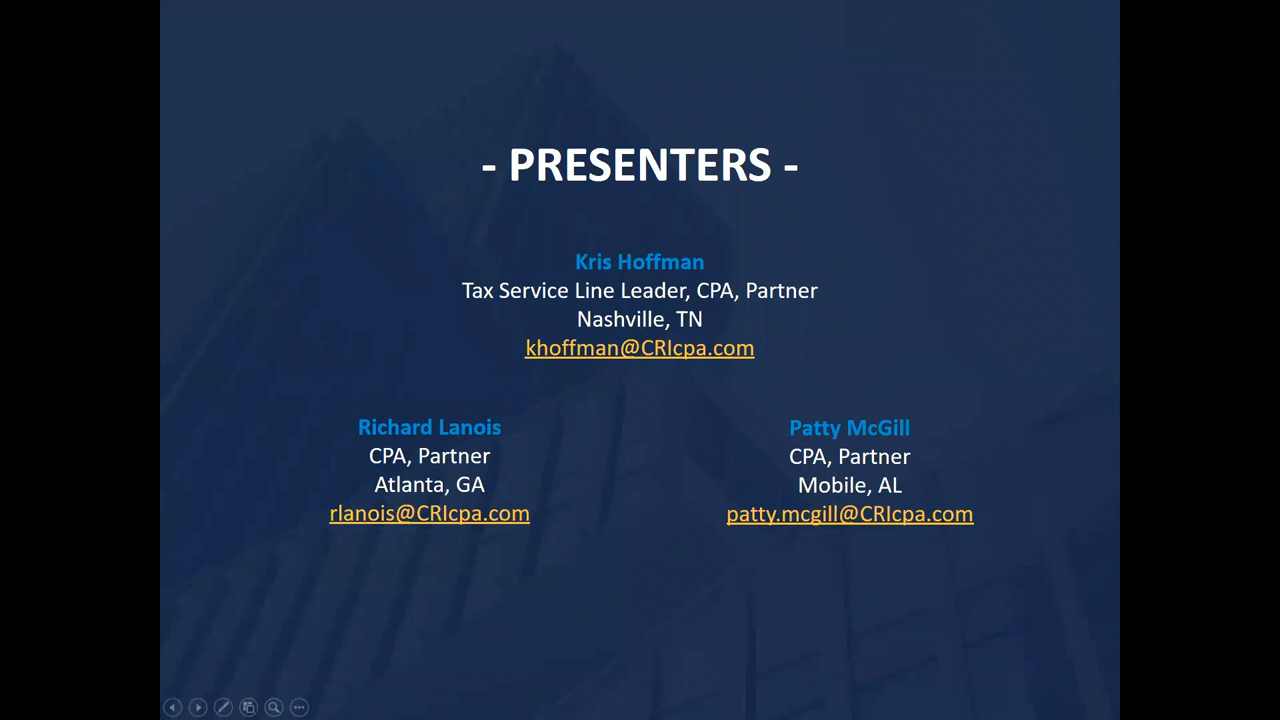 - PRESENTERS -
Kris Hoffman
Tax Service Line Leader, CPA, Partner
Nashville, TN
khoffman@CRIcpa.com
Richard Lanois
CPA, Partner
Atlanta, GA
rlanois@CRIcpa.com
Patty McGill
CPA, Partner
Mobile, AL
patty.mcgill@CRIcpa.com